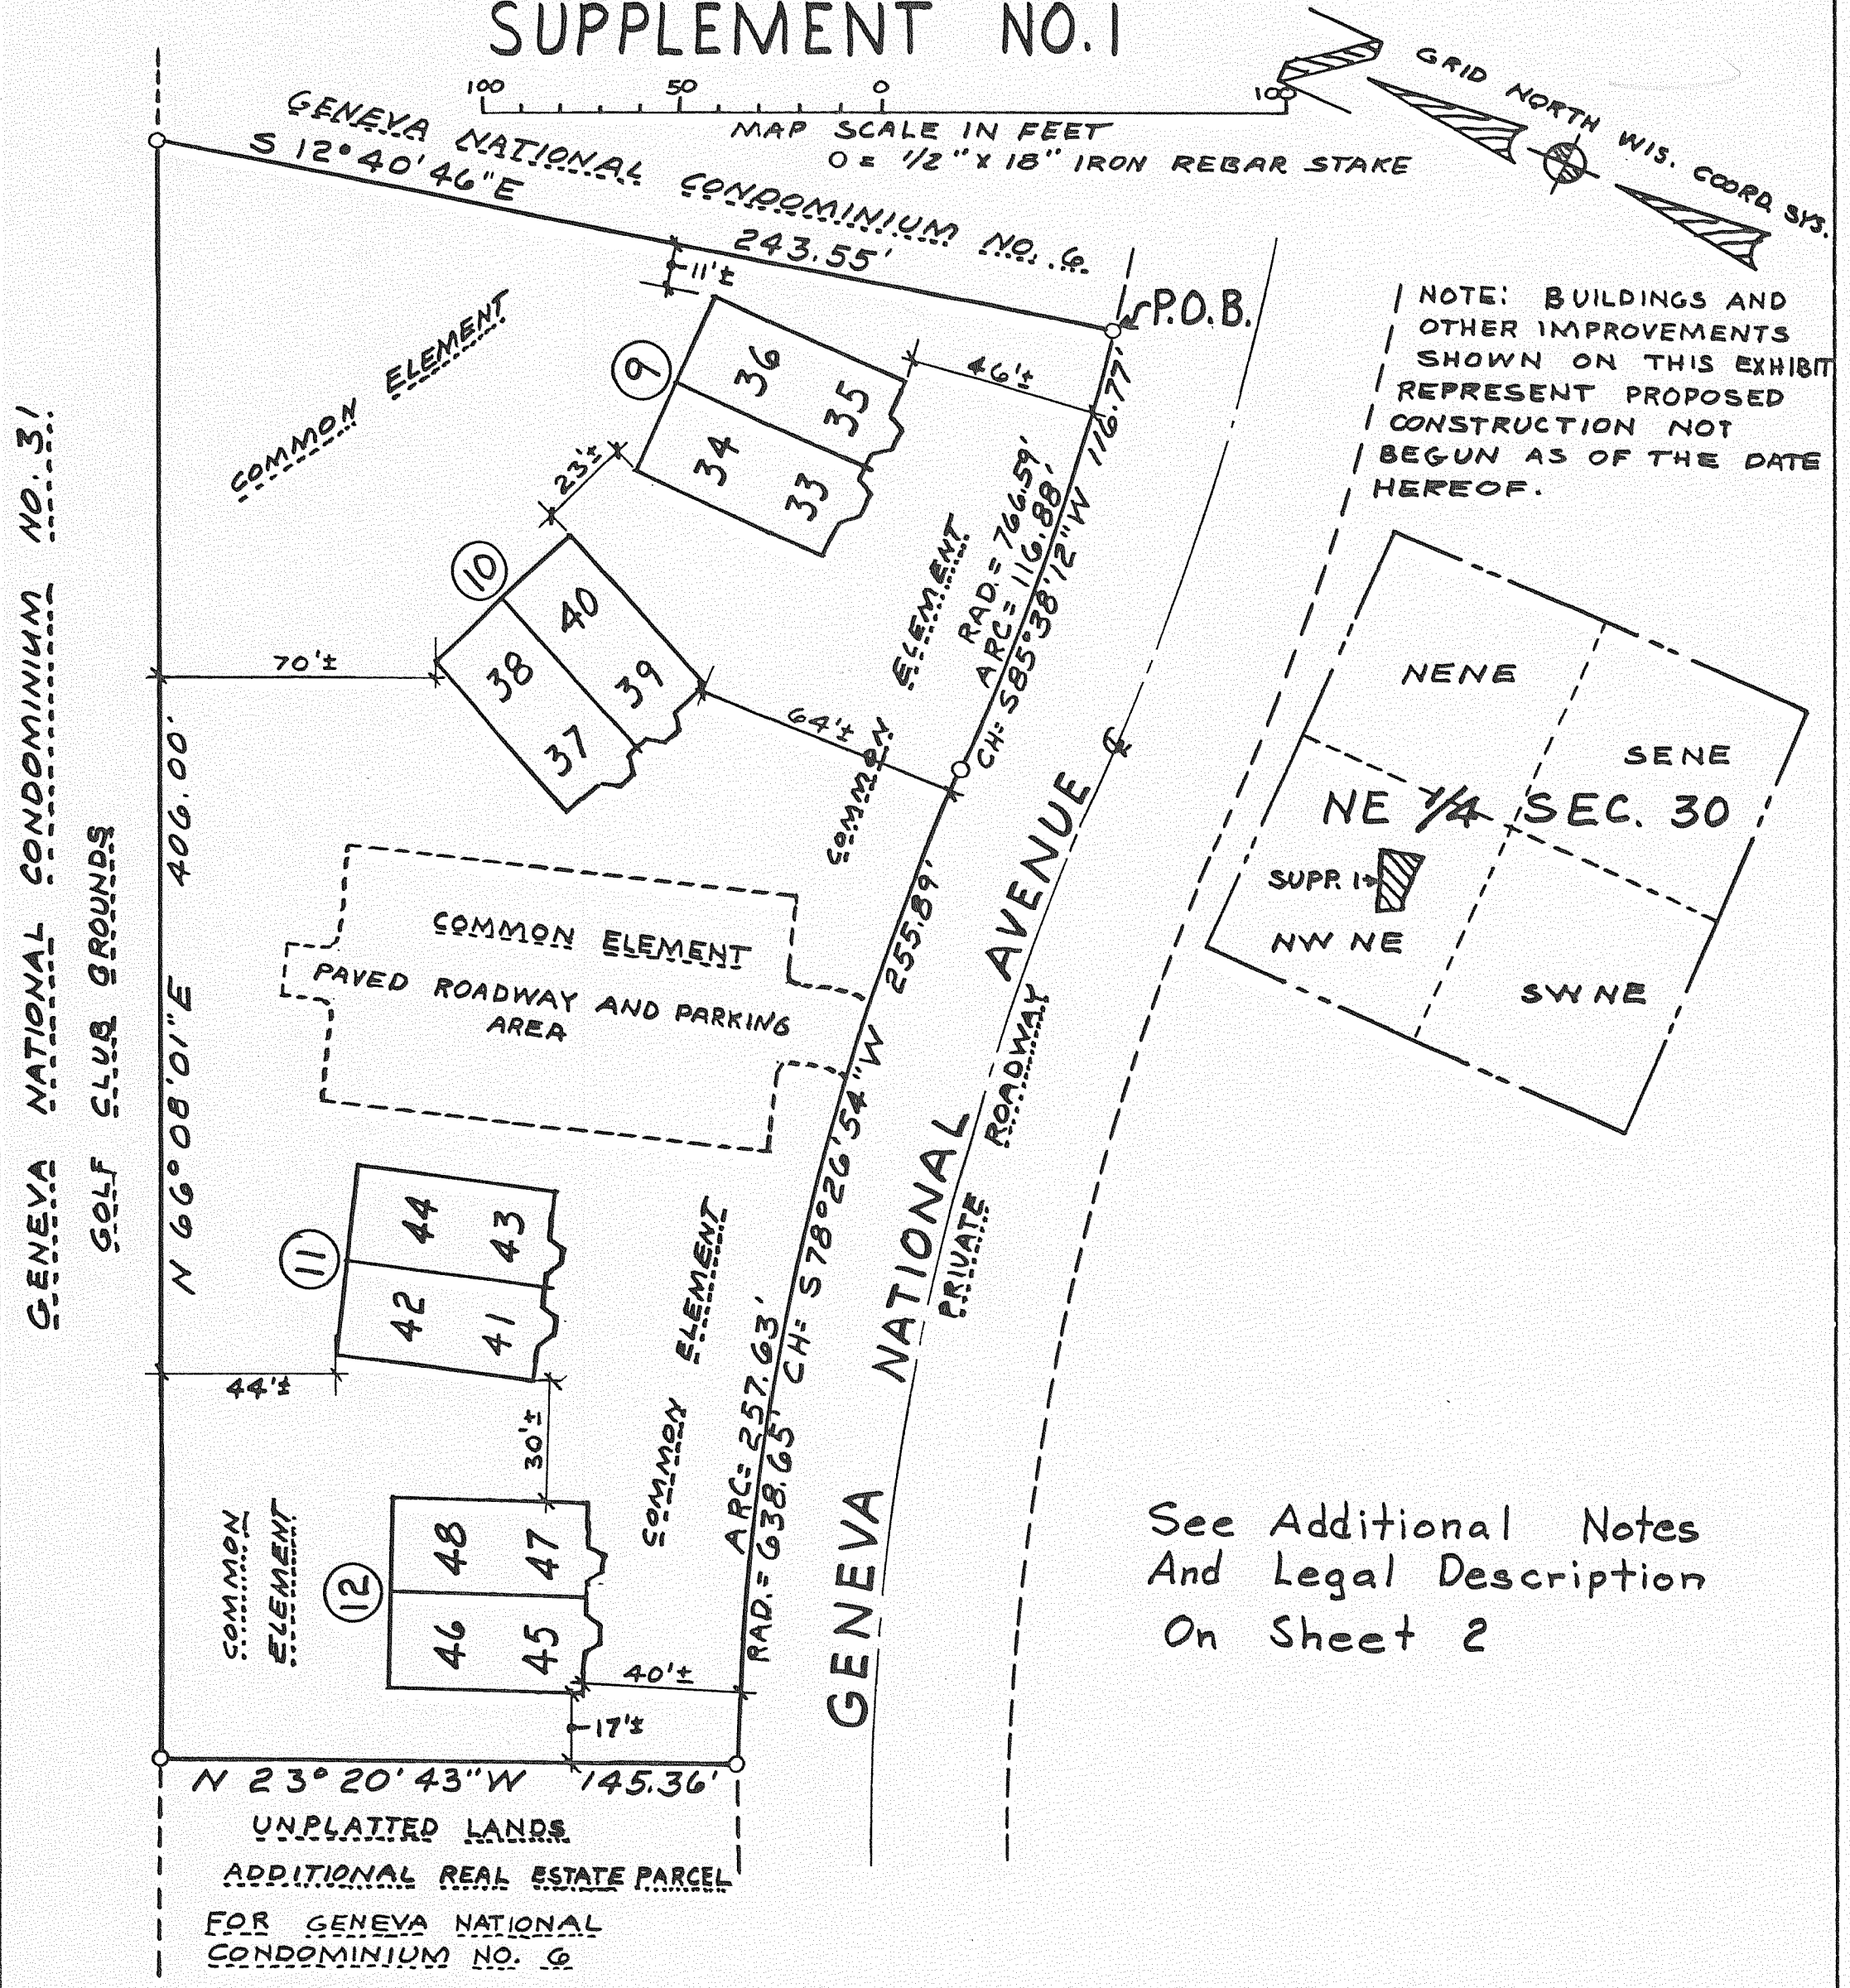 SUPPLEMENT NO. 1
100 50 0 100
MAP SCALE IN FEET
O = 1/2" X 18" IRON REBAR STAKE
GRID NORTH WIS. COORD. SYS.
GENEVA NATIONAL CONDOMINIUM NO. 6
S 12° 40' 46" E 243.55'
11'±
P.O.B.
NOTE: BUILDINGS AND
OTHER IMPROVEMENTS
SHOWN ON THIS EXHIBIT
REPRESENT PROPOSED
CONSTRUCTION NOT
BEGUN AS OF THE DATE
HEREOF.
COMMON ELEMENT
9
36
35
34
33
46'±
23'±
10
40
39
38
37
70'±
64'±
COMMON ELEMENT
RAD. = 766.59'
ARC = 116.88'
CH = S 85° 38' 12" W 116.77'
GENEVA NATIONAL CONDOMINIUM NO. 31
GOLF CLUB GROUNDS
N 66° 08' 01" E 406.00'
COMMON ELEMENT
PAVED ROADWAY AND PARKING
AREA
11
44
43
42
41
44'±
30'±
COMMON ELEMENT
ARC = 257.63'
RAD. = 638.65' CH = S 78° 26' 54" W 255.89'
GENEVA NATIONAL AVENUE
PRIVATE ROADWAY
℄
NENE
SENE
NE 1/4 SEC. 30
SUPP. 1
NW NE
SW NE
COMMON
ELEMENT
12
48
47
46
45
40'±
17'±
N 23° 20' 43" W 145.36'
UNPLATTED LANDS
ADDITIONAL REAL ESTATE PARCEL
FOR GENEVA NATIONAL
CONDOMINIUM NO. 6
See Additional Notes
And Legal Description
On Sheet 2